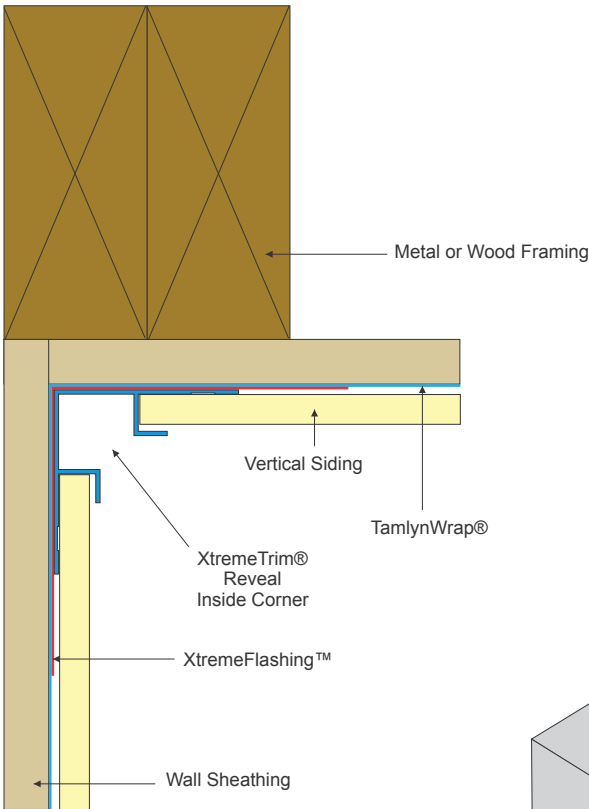 Metal or Wood Framing
Vertical Siding
TamlynWrap®
XtremeTrim®
Reveal
Inside Corner
XtremeFlashing™
Wall Sheathing